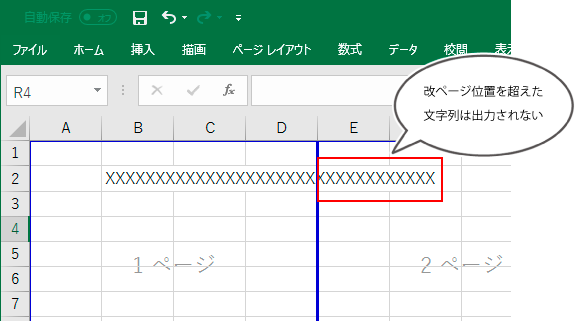 自動保存 オフ
ファイル ホーム 挿入 描画 ページ レイアウト 数式 データ 校閲
R4 fx
改ページ位置を超えた
文字列は出力されない
A B C D E
1
2 XXXXXXXXXXXXXXXXXXXXXXXXXXXXXXXXX
3
4
5 1 ページ 2 ページ
6
7